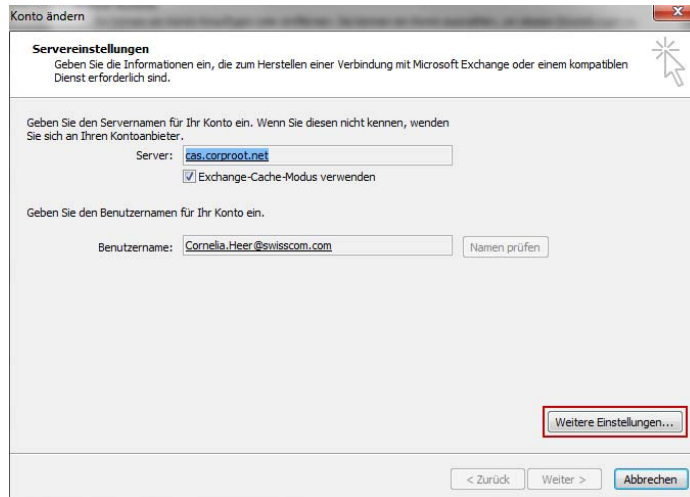 Konto ändern
Servereinstellungen
Geben Sie die Informationen ein, die zum Herstellen einer Verbindung mit Microsoft Exchange oder einem kompatiblen
Dienst erforderlich sind.
Geben Sie den Servernamen für Ihr Konto ein. Wenn Sie diesen nicht kennen, wenden
Sie sich an Ihren Kontoanbieter.
Server: cas.corproot.net
Exchange-Cache-Modus verwenden
Geben Sie den Benutzernamen für Ihr Konto ein.
Benutzername: Cornelia.Heer@swisscom.com Namen prüfen
Weitere Einstellungen...
< Zurück Weiter > Abbrechen